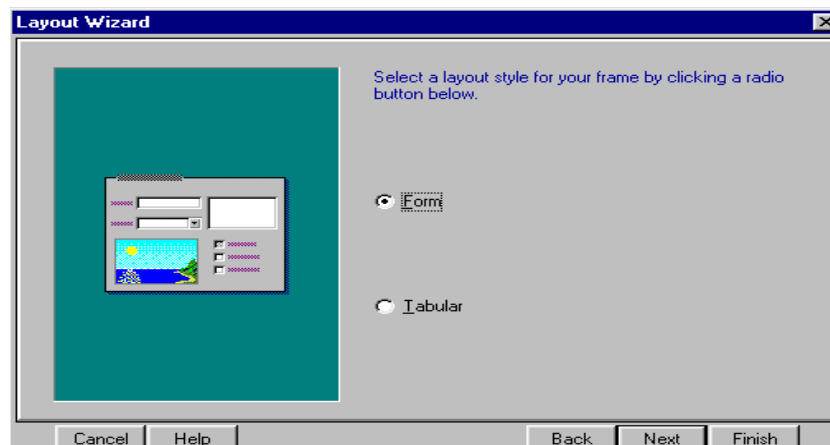 Layout Wizard
Select a layout style for your frame by clicking a radio
button below.
Form
Tabular
Cancel Help Back Next Finish